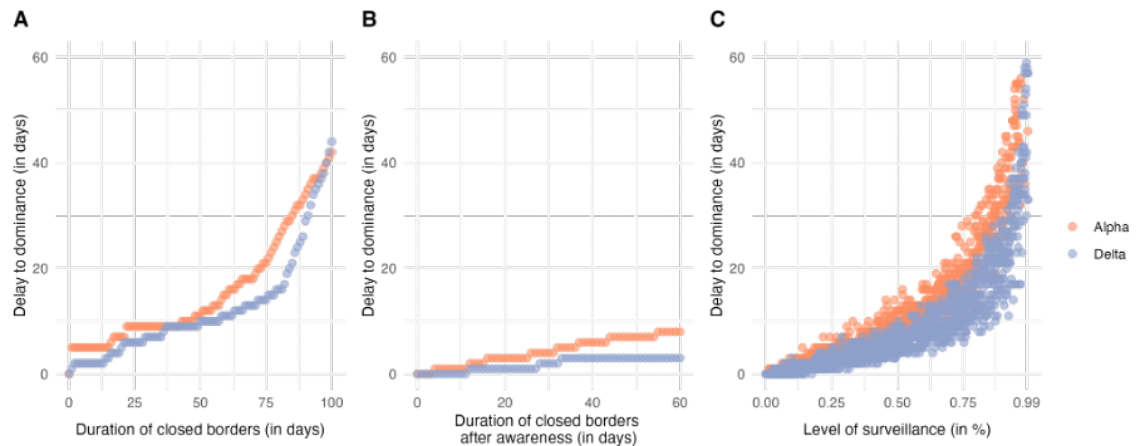 A
B
C
Delay to dominance (in days)
60
40
20
0
0
25
50
75
100
Duration of closed borders (in days)
Delay to dominance (in days)
60
40
20
0
0
20
40
60
Duration of closed borders
after awareness (in days)
Delay to dominance (in days)
60
40
20
0
0.00
0.25
0.50
0.75
0.99
Level of surveillance (in %)
Alpha
Delta